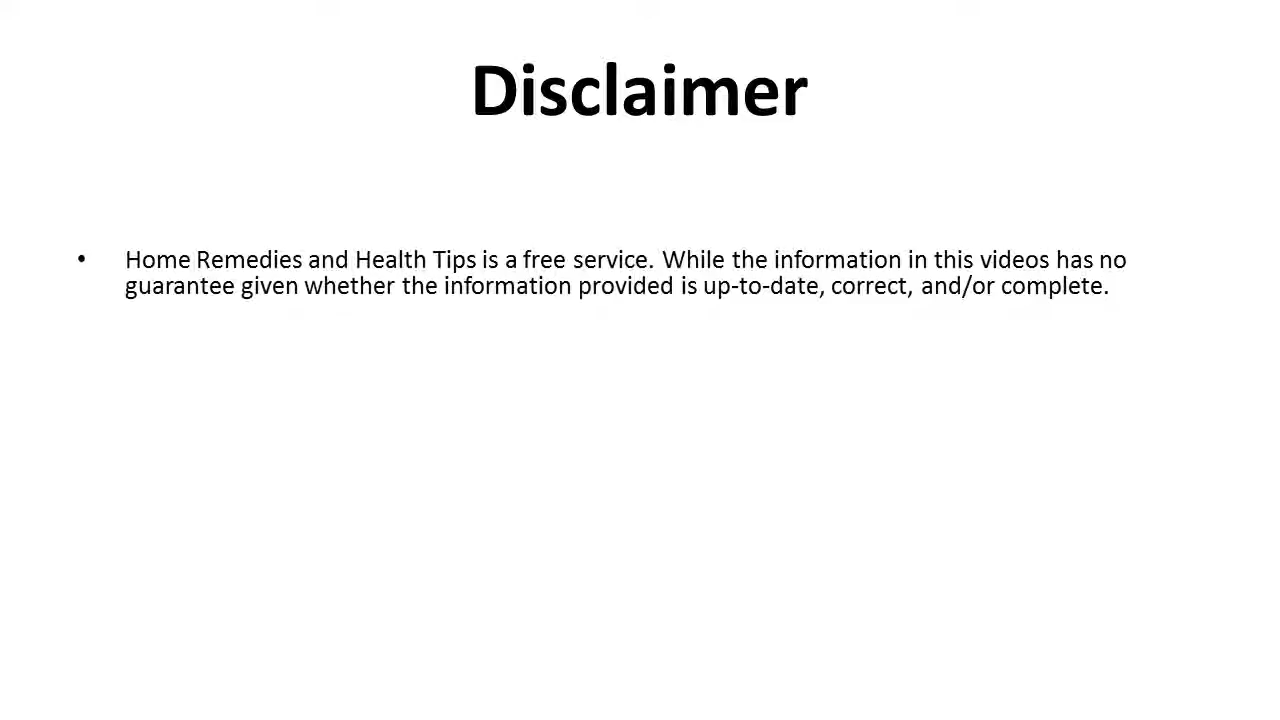 Disclaimer
• Home Remedies and Health Tips is a free service. While the information in this videos has no
guarantee given whether the information provided is up-to-date, correct, and/or complete.